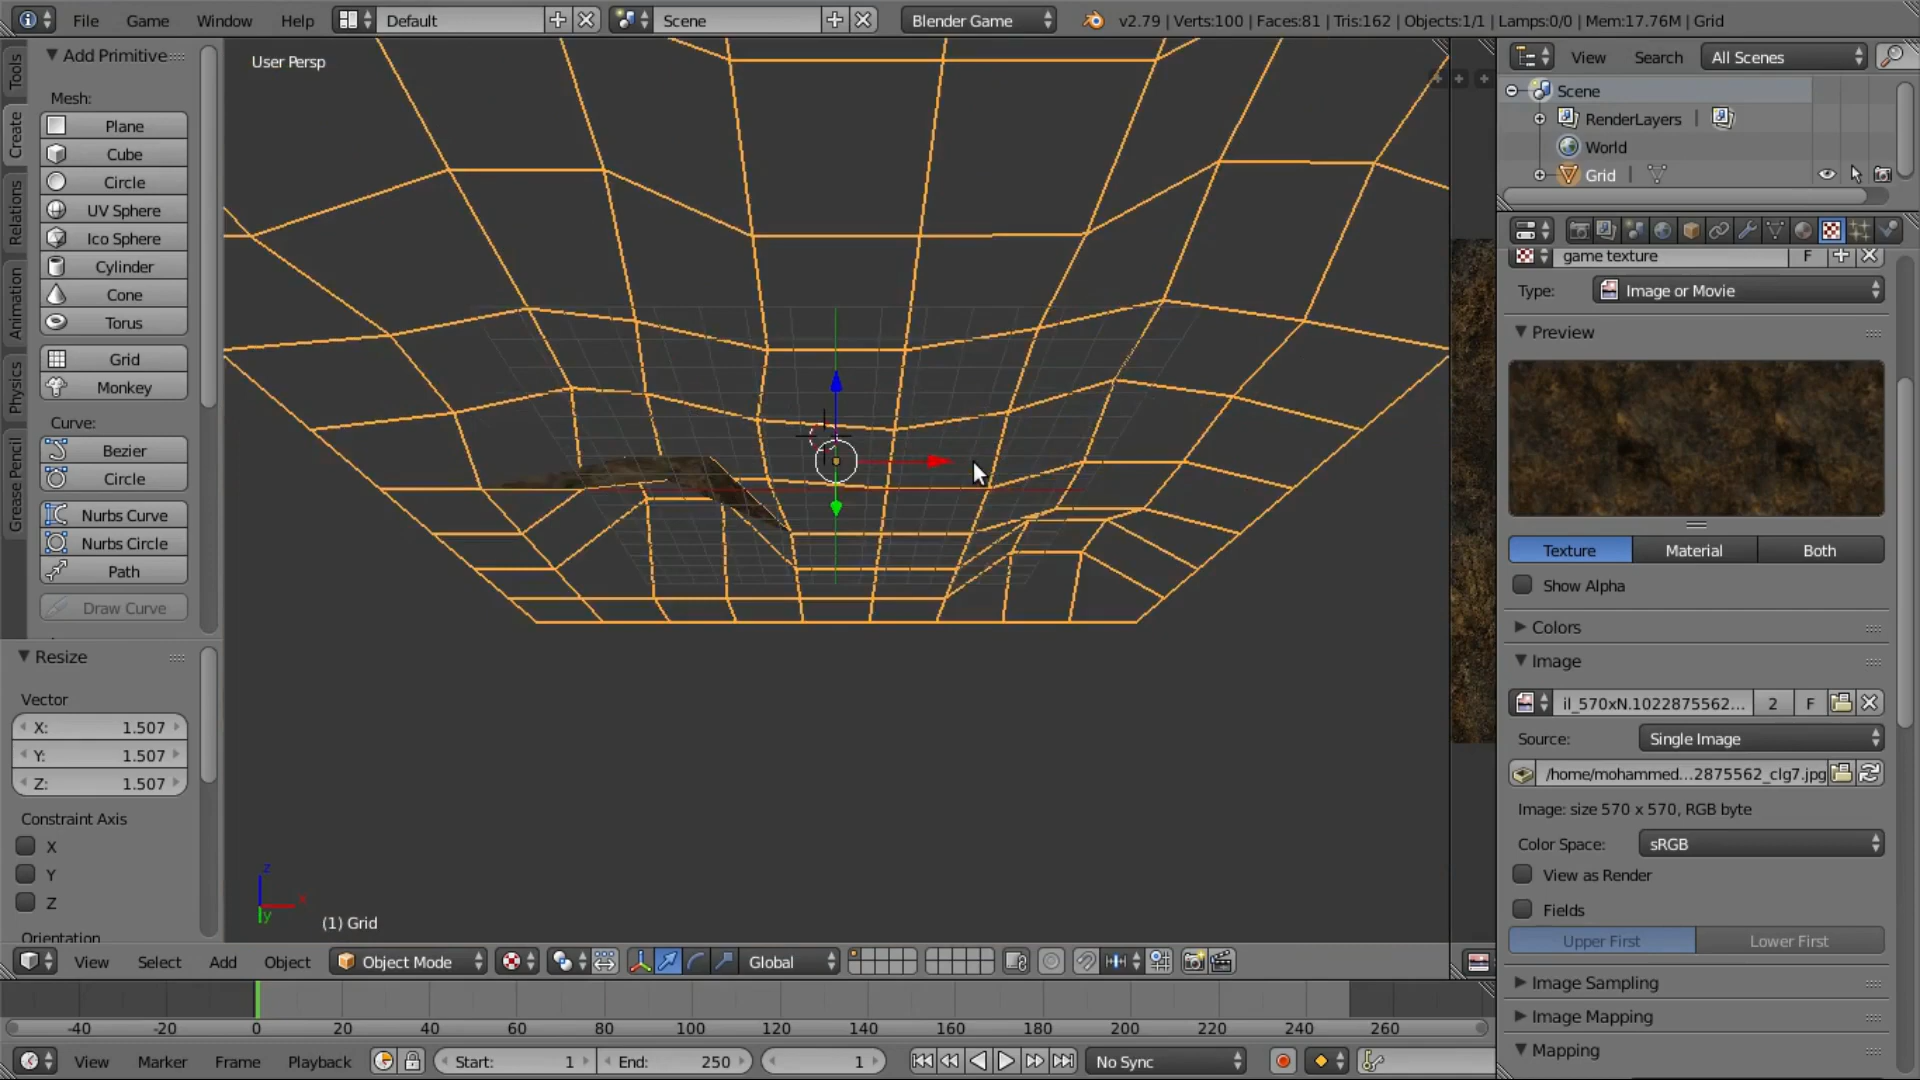 File Game Window Help Default Scene Blender Game v2.79 | Verts:100 | Faces:81 | Tris:162 | Objects:1/1 | Lamps:0/0 | Mem:17.76M | Grid
Tools
Create
Relations
Animation
Physics
Grease Pencil
Add Primitive
Mesh:
Plane
Cube
Circle
UV Sphere
Ico Sphere
Cylinder
Cone
Torus
Grid
Monkey
Curve:
Bezier
Circle
Nurbs Curve
Nurbs Circle
Path
Draw Curve
Resize
Vector
X: 1.507
Y: 1.507
Z: 1.507
Constraint Axis
X
Y
Z
Orientation
User Persp
z
x
y
(1) Grid
View Select Add Object Object Mode Global
-40 -20 0 20 40 60 80 100 120 140 160 180 200 220 240 260
View Marker Frame Playback Start: 1 End: 250 1 No Sync
View Search All Scenes
Scene
RenderLayers |
World
Grid |
game texture F
Type: Image or Movie
Preview
Texture Material Both
Show Alpha
Colors
Image
il_570xN.1022875562... 2 F
Source: Single Image
/home/mohammed...2875562_clg7.jpg
Image: size 570 x 570, RGB byte
Color Space: sRGB
View as Render
Fields
Upper First Lower First
Image Sampling
Image Mapping
Mapping